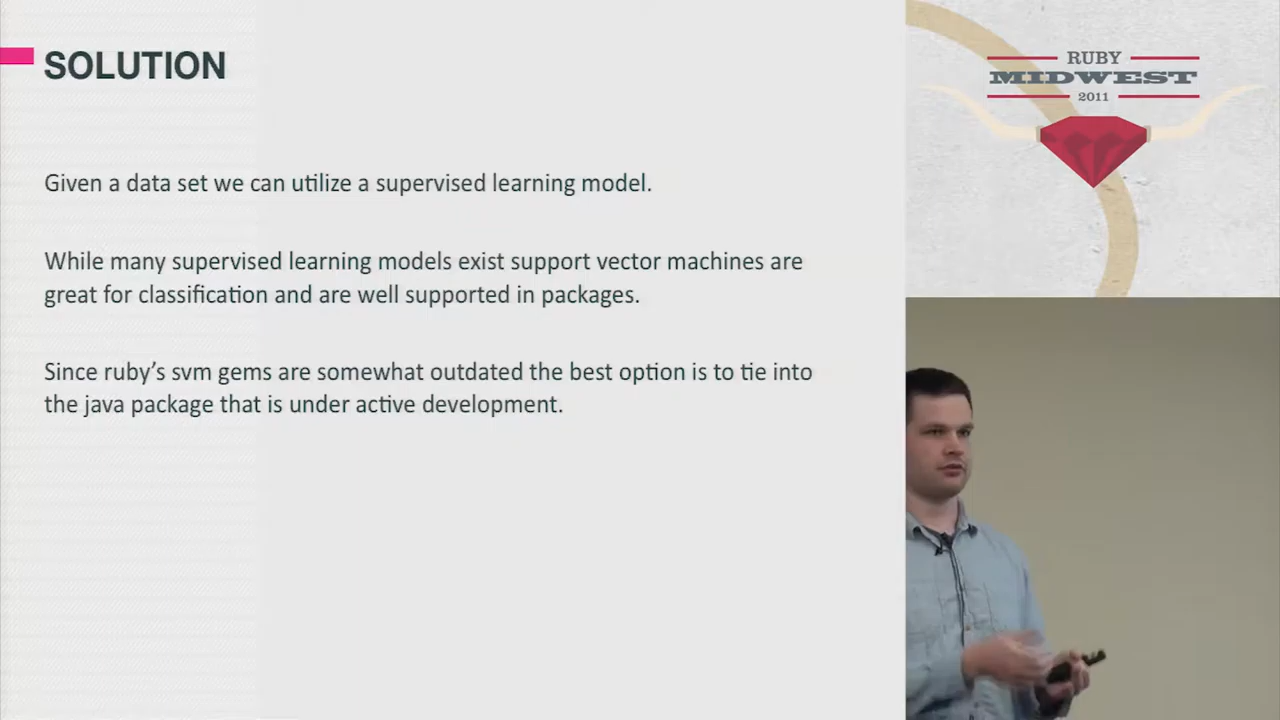 SOLUTION
Given a data set we can utilize a supervised learning model.
While many supervised learning models exist support vector machines are
great for classification and are well supported in packages.
Since ruby’s svm gems are somewhat outdated the best option is to tie into
the java package that is under active development.
RUBY
MIDWEST
2011